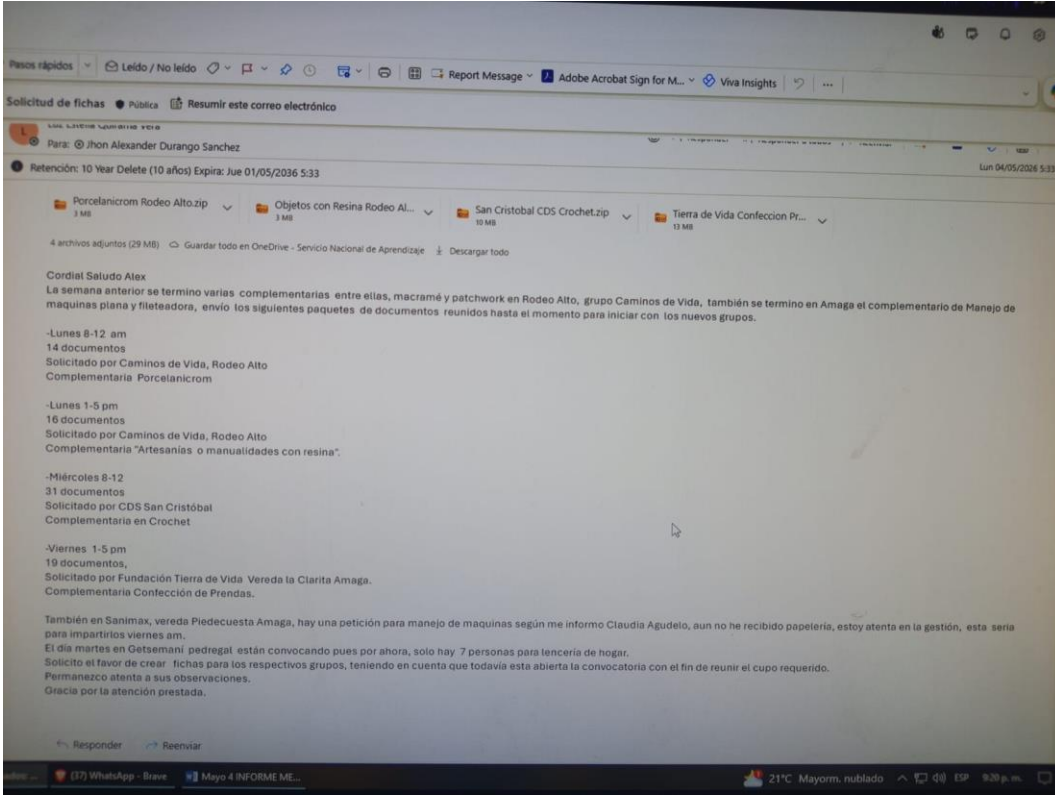 Pasos rápidos
Leído / No leído
Report Message
Adobe Acrobat Sign for M...
Viva Insights
Solicitud de fichas
Pública
Resumir este correo electrónico
L
Para: Jhon Alexander Durango Sanchez
Retención: 10 Year Delete (10 años) Expira: Jue 01/05/2036 5:33
Lun 04/05/2026 5:33
Porcelanicrom Rodeo Alto.zip
3 MB
Objetos con Resina Rodeo Al...
3 MB
San Cristobal CDS Crochet.zip
10 MB
Tierra de Vida Confeccion Pr...
13 MB
4 archivos adjuntos (29 MB) Guardar todo en OneDrive - Servicio Nacional de Aprendizaje Descargar todo
Cordial Saludo Alex
La semana anterior se termino varias complementarias entre ellas, macramé y patchwork en Rodeo Alto, grupo Caminos de Vida, también se termino en Amaga el complementario de Manejo de
maquinas plana y fileteadora, envío los siguientes paquetes de documentos reunidos hasta el momento para iniciar con los nuevos grupos.
-Lunes 8-12 am
14 documentos
Solicitado por Caminos de Vida, Rodeo Alto
Complementaria Porcelanicrom
-Lunes 1-5 pm
16 documentos
Solicitado por Caminos de Vida, Rodeo Alto
Complementaria "Artesanías o manualidades con resina".
-Miércoles 8-12
31 documentos
Solicitado por CDS San Cristóbal
Complementaria en Crochet
-Viernes 1-5 pm
19 documentos,
Solicitado por Fundación Tierra de Vida Vereda la Clarita Amaga.
Complementaria Confección de Prendas.
También en Sanimax, vereda Piedecuesta Amaga, hay una petición para manejo de maquinas según me informo Claudia Agudelo, aun no he recibido papelería, estoy atenta en la gestión, esta seria
para impartirlos viernes am.
El día martes en Getsemaní pedregal están convocando pues por ahora, solo hay 7 personas para lencería de hogar.
Solicito el favor de crear fichas para los respectivos grupos, teniendo en cuenta que todavía esta abierta la convocatoria con el fin de reunir el cupo requerido.
Permanezco atenta a sus observaciones.
Gracia por la atención prestada.
Responder
Reenviar
(37) WhatsApp - Brave
Mayo 4 INFORME ME...
21°C Mayorm. nublado
ESP
9:20 p. m.